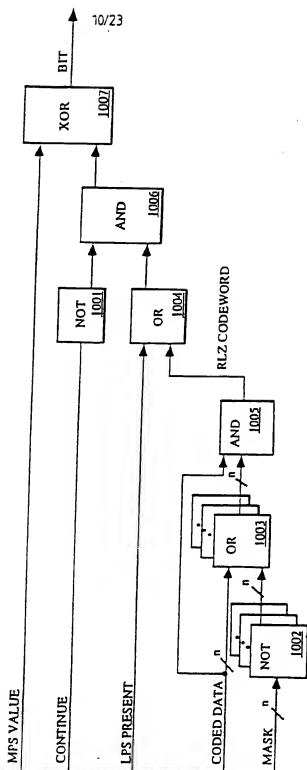 10/23
MPS VALUE
CONTINUE
LPS PRESENT
CODED DATA
MASK
n
n
NOT
1002
n
OR
1003
n
AND
1005
RLZ CODEWORD
NOT
1001
OR
1004
AND
1006
XOR
1007
BIT